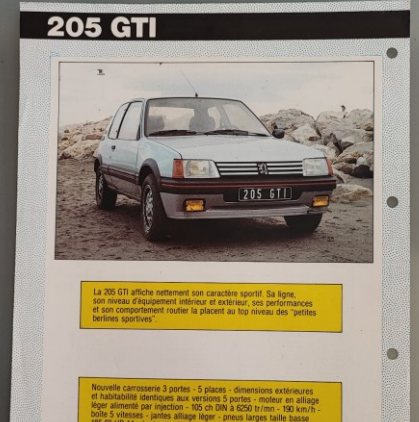 205 GTI
205 GTI
La 205 GTI affiche nettement son caractère sportif. Sa ligne,
son niveau d'équipement intérieur et extérieur, ses performances
et son comportement routier la placent au top niveau des "petites
berlines sportives".
Nouvelle carrosserie 3 portes - 5 places - dimensions extérieures
et habitabilité identiques aux versions 5 portes - moteur en alliage
léger alimenté par injection - 105 ch DIN à 6250 tr/mn - 190 km/h -
boîte 5 vitesses - jantes alliage léger - pneus larges taille basse